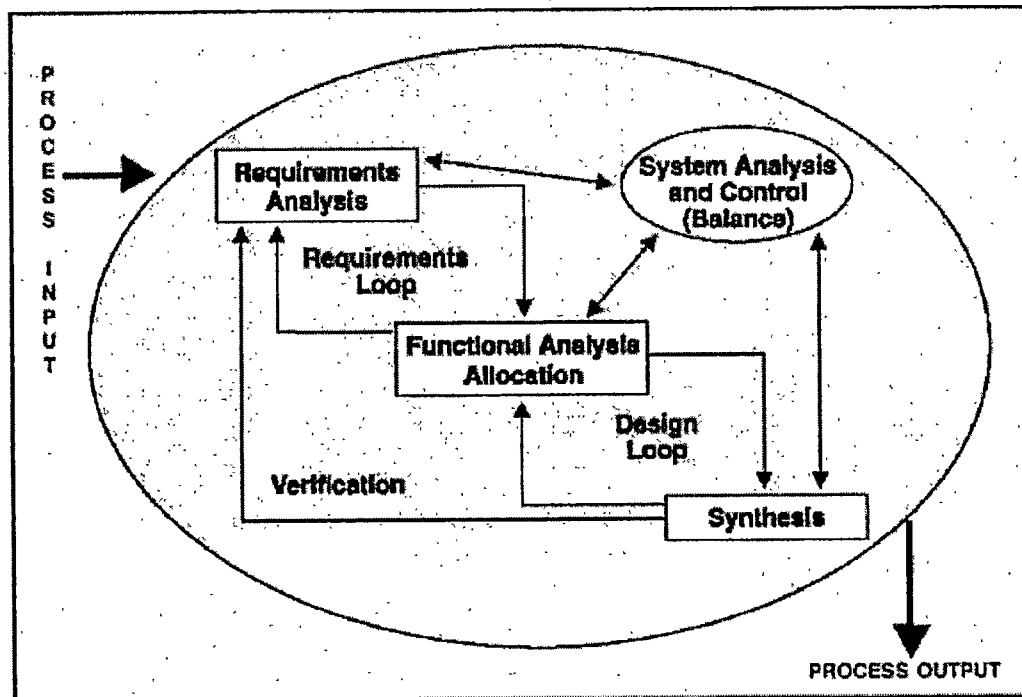 PROCESS INPUT
Requirements
Analysis
System Analysis
and Control
(Balance)
Requirements
Loop
Functional Analysis
Allocation
Design
Loop
Verification
Synthesis
PROCESS OUTPUT